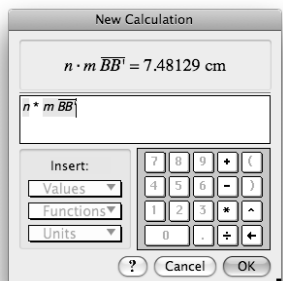 New Calculation
n · m BB' = 7.48129 cm
n * m BB'
Insert:
Values
Functions
Units
7 8 9 + (
4 5 6 - )
1 2 3 * ^
0 . ÷ ←
? Cancel OK